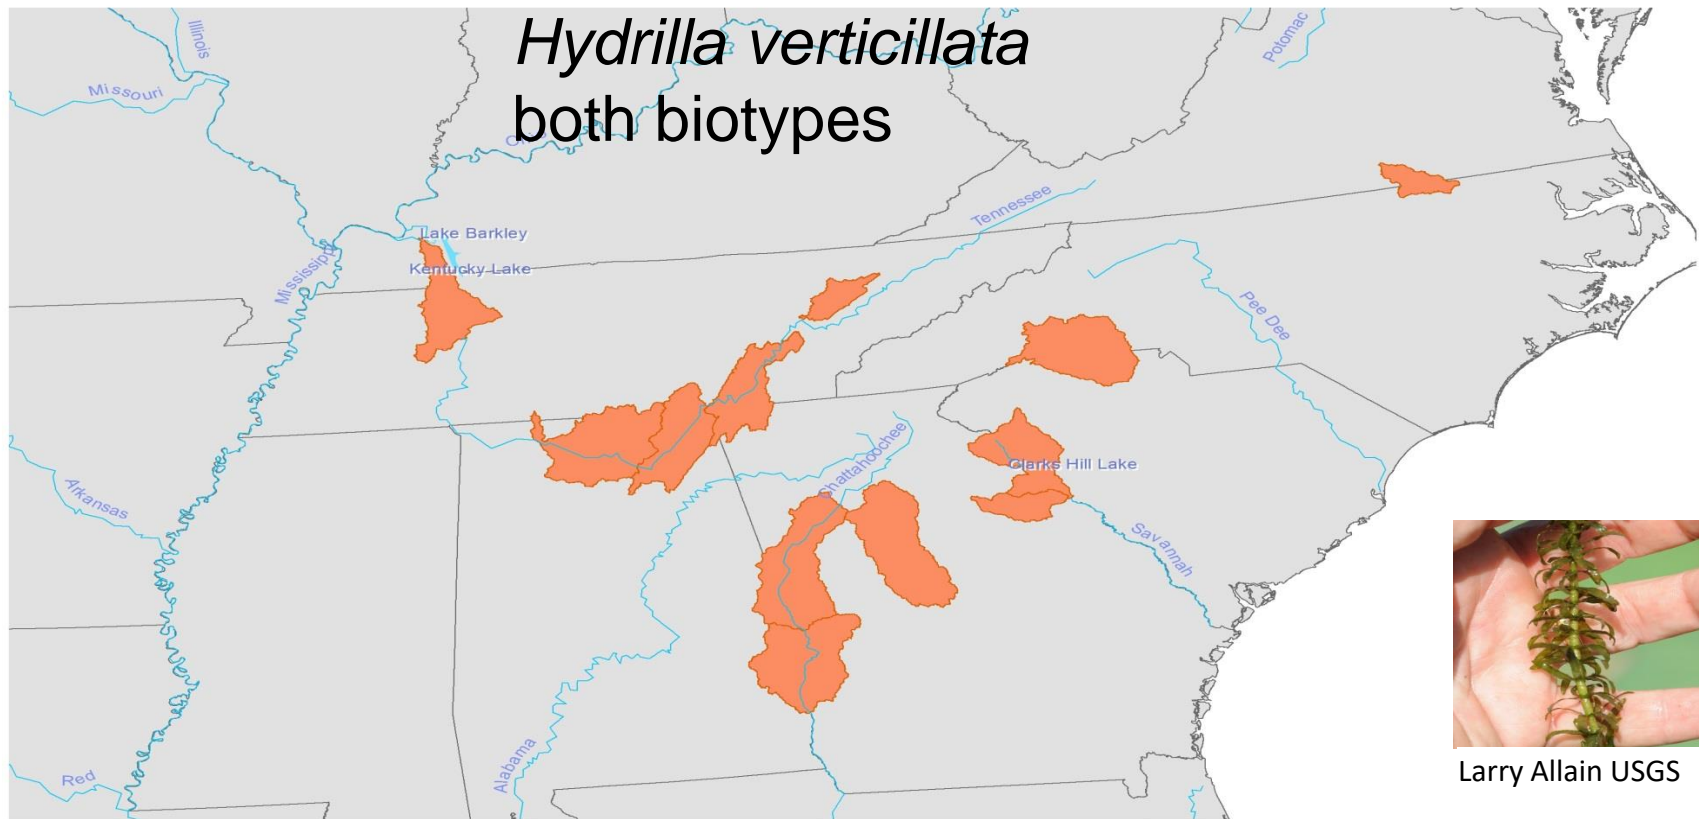 Hydrilla verticillata
both biotypes
Illinois
Missouri
Potomac
Ohio
Tennessee
Lake Barkley
Kentucky Lake
Mississippi
Pee Dee
Chattahoochee
Clarks Hill Lake
Arkansas
Savannah
Alabama
Red
Larry Allain USGS